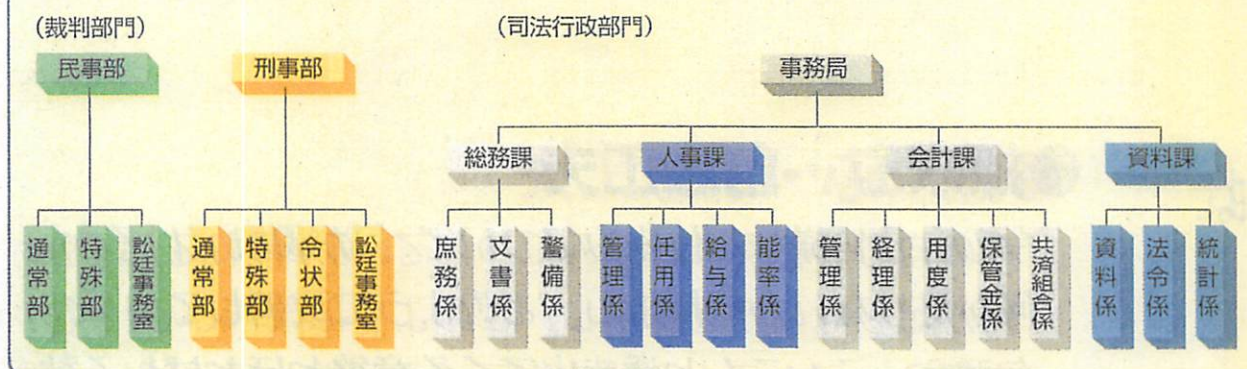 （裁判部門）
（司法行政部門）
民事部
刑事部
事務局
総務課
人事課
会計課
資料課
通常部
特殊部
訟廷事務室
通常部
特殊部
令状部
訟廷事務室
庶務係
文書係
警備係
管理係
任用係
給与係
能率係
管理係
経理係
用度係
保管金係
共済組合係
資料係
法令係
統計係